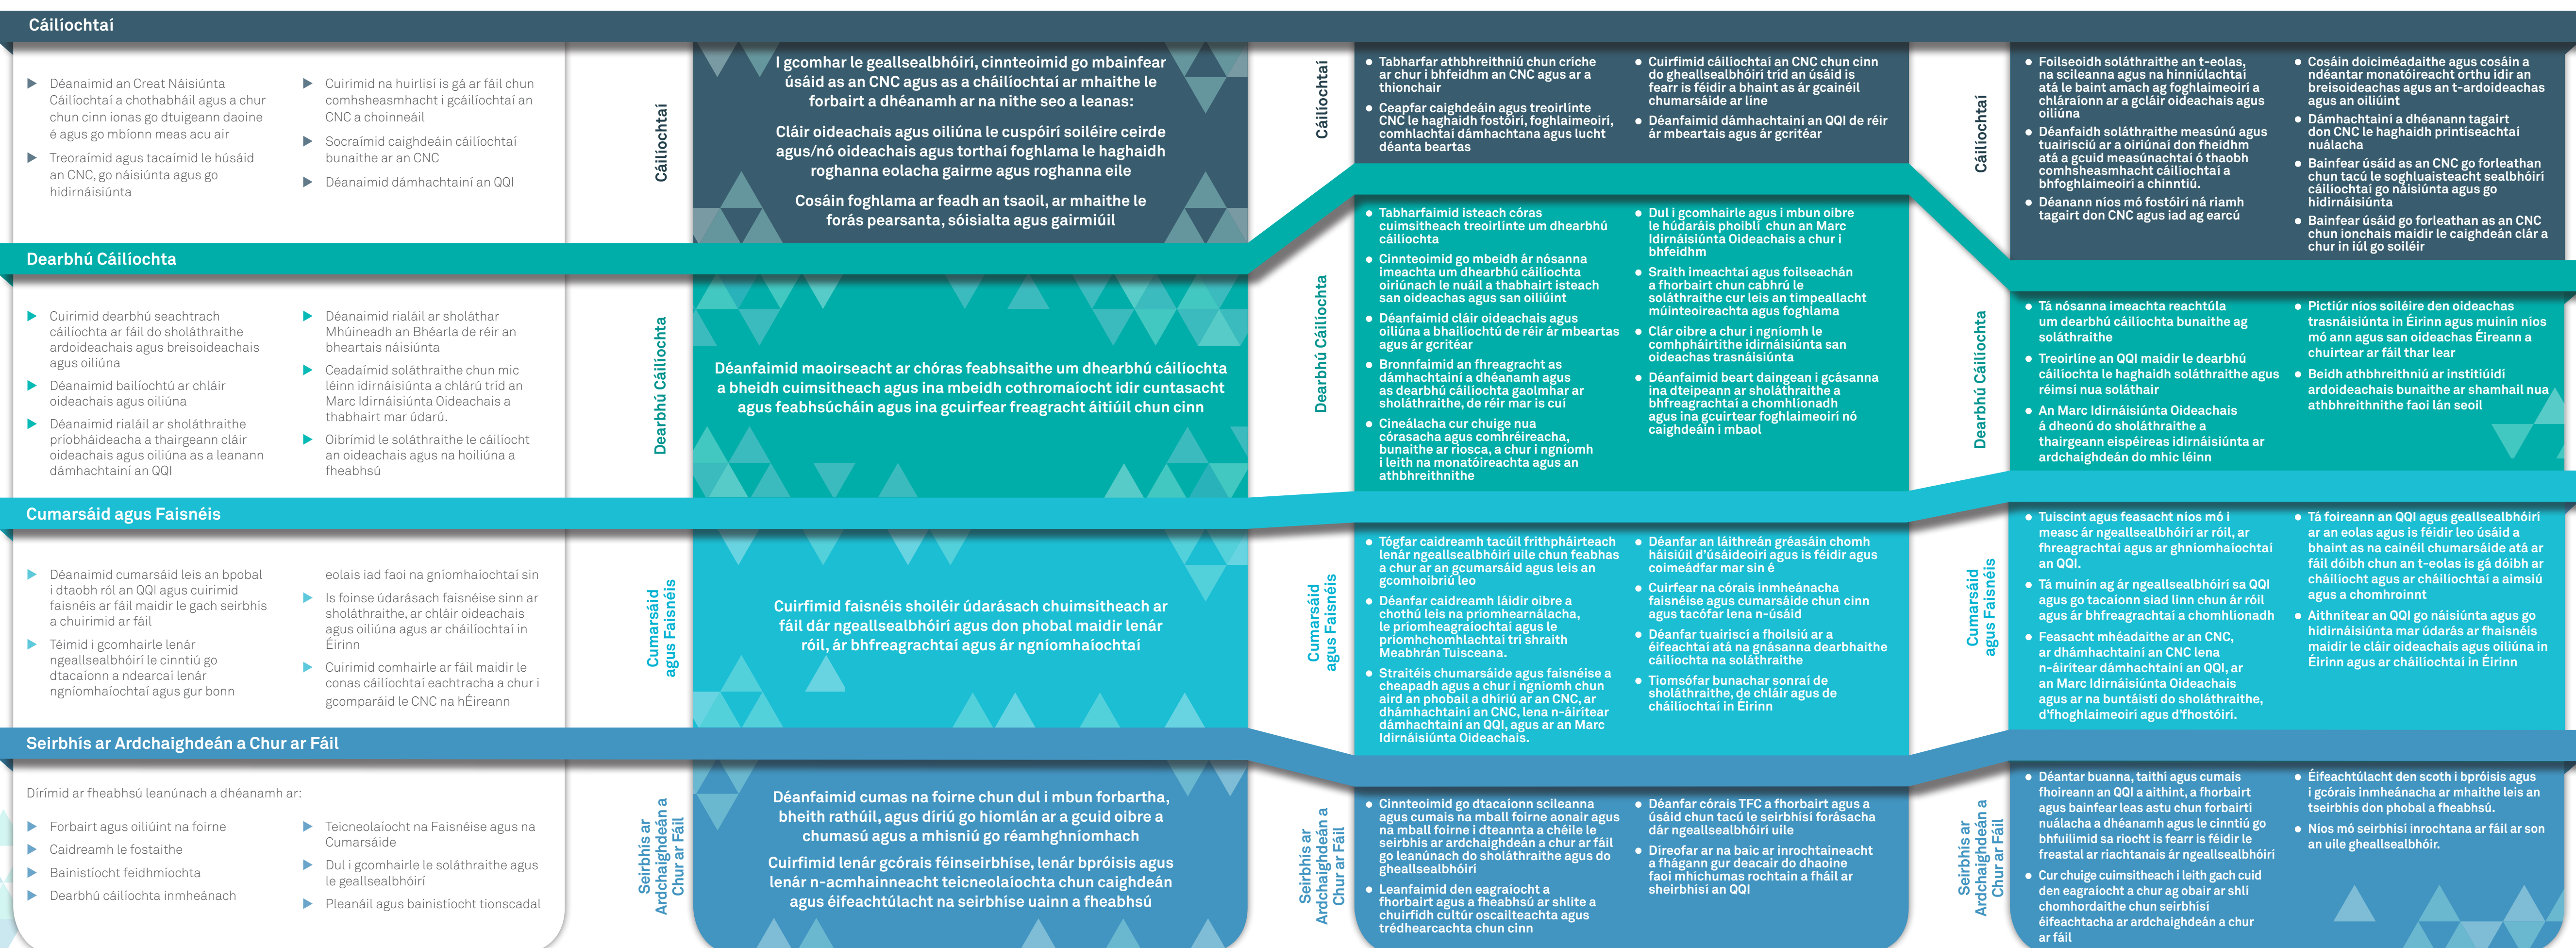 Cáilíochtaí
Déanaimid an Creat Náisiúnta
Cáilíochtaí a chothabháil agus a chur
chun cinn ionas go dtuigeann daoine
é agus go mbíonn meas acu air
Treoraímid agus tacaímid le húsáid
an CNC, go náisiúnta agus go
hidirnáisiúnta
Cuirimid na huirlisí is gá ar fáil chun
comhsheasmhacht i gcáilíochtaí an
CNC a choinneáil
Socraímid caighdeáin cáilíochtaí
bunaithe ar an CNC
Déanaimid dámhachtainí an QQI
Cáilíochtaí
I gcomhar le geallsealbhóirí, cinnteoimid go mbainfear
úsáid as an CNC agus as a cháilíochtaí ar mhaithe le
forbairt a dhéanamh ar na nithe seo a leanas:
Cláir oideachais agus oiliúna le cuspóirí soiléire ceirde
agus/nó oideachais agus torthaí foghlama le haghaidh
roghanna eolacha gairme agus roghanna eile
Cosáin foghlama ar feadh an tsaoil, ar mhaithe le
forás pearsanta, sóisialta agus gairmiúil
Cáilíochtaí
Tabharfar athbhreithniú chun críche
ar chur i bhfeidhm an CNC agus ar a
thionchair
Ceapfar caighdeáin agus treoirlínte
CNC le haghaidh fostóirí, foghlaimeoirí,
comhlachtaí dámhachtana agus lucht
déanta beartas
Cuirfimid cáilíochtaí an CNC chun cinn
do gheallsealbhóirí tríd an úsáid is
fearr is féidir a bhaint as ár gcainéil
chumarsáide ar líne
Déanfaimid dámhachtainí an QQI de réir
ár mbeartais agus ár gcritéar
Cáilíochtaí
Foilseoidh soláthraithe an t-eolas,
na scileanna agus na hinniúlachtaí
atá le baint amach ag foghlaimeoirí a
chláraíonn ar a gcláir oideachais agus
oiliúna
Déanfaidh soláthraithe measúnú agus
tuairisciú ar a oiriúnaí don fheidhm
atá a gcuid measúnachtaí ó thaobh
comhsheasmhacht cáilíochtaí a
bhfoghlaimeoirí a chinntiú.
Déanann níos mó fostóirí ná riamh
tagairt don CNC agus iad ag earcú
Cosáin doiciméadaithe agus cosáin a
ndéantar monatóireacht orthu idir an
breisoideachas agus an t-ardoideachas
agus an oiliúint
Dámhachtainí a dhéanann tagairt
don CNC le haghaidh printíseachtaí
nuálacha
Bainfear úsáid as an CNC go forleathan
chun tacú le soghluaisteacht sealbhóirí
cáilíochtaí go náisiúnta agus go
hidirnáisiúnta
Bainfear úsáid go forleathan as an CNC
chun ionchais maidir le caighdeán clár a
chur in iúl go soiléir
Dearbhú Cáilíochta
Cuirimid dearbhú seachtrach
cáilíochta ar fáil do sholáthraithe
ardoideachais agus breisoideachais
agus oiliúna
Déanaimid bailíochtú ar chláir
oideachais agus oiliúna
Déanaimid rialáil ar sholáthraithe
príobháideacha a thairgeann cláir
oideachais agus oiliúna as a leanann
dámhachtainí an QQI
Déanaimid rialáil ar sholáthar
Mhúineadh an Bhéarla de réir an
bheartais náisiúnta
Ceadaímid soláthraithe chun mic
léinn idirnáisiúnta a chlárú tríd an
Marc Idirnáisiúnta Oideachais a
thabhairt mar údarú.
Oibrímid le soláthraithe le cáilíocht
an oideachais agus na hoiliúna a
fheabhsú
Dearbhú Cáilíochta
Déanfaimid maoirseacht ar chóras feabhsaithe um dhearbhú cáilíochta
a bheidh cuimsitheach agus ina mbeidh cothromaíocht idir cuntasacht
agus feabhsúcháin agus ina gcuirfear freagracht áitiúil chun cinn
Dearbhú Cáilíochta
Tabharfaimid isteach córas
cuimsitheach treoirlínte um dhearbhú
cáilíochta
Cinnteoimid go mbeidh ár nósanna
imeachta um dhearbhú cáilíochta
oiriúnach le nuáil a thabhairt isteach
san oideachas agus san oiliúint
Déanfaimid cláir oideachais agus
oiliúna a bhailíochtú de réir ár mbeartas
agus ár gcritéar
Bronnfaimid an fhreagracht as
dámhachtainí a dhéanamh agus
as dearbhú cáilíochta gaolmhar ar
sholáthraithe, de réir mar is cuí
Cineálacha cur chuige nua
córasacha agus comhréireacha,
bunaithe ar riosca, a chur i ngníomh
i leith na monatóireachta agus an
athbhreithnithe
Dul i gcomhairle agus i mbun oibre
le húdaráis phoiblí chun an Marc
Idirnáisiúnta Oideachais a chur i
bhfeidhm
Sraith imeachtaí agus foilseachán
a fhorbairt chun cabhrú le
soláthraithe cur leis an timpeallacht
múinteoireachta agus foghlama
Clár oibre a chur i ngníomh le
comhpháirtithe idirnáisiúnta san
oideachas trasnáisiúnta
Déanfaimid beart daingean i gcásanna
ina dteipeann ar sholáthraithe a
bhfreagrachtaí a chomhlíonadh
agus ina gcuirtear foghlaimeoirí nó
caighdeáin i mbaol
Dearbhú Cáilíochta
Tá nósanna imeachta reachtúla
um dearbhú cáilíochta bunaithe ag
soláthraithe
Treoirlíne an QQI maidir le dearbhú
cáilíochta le haghaidh soláthraithe agus
réimsí nua soláthair
An Marc Idirnáisiúnta Oideachais
á dheonú do sholáthraithe a
thairgeann eispéireas idirnáisiúnta ar
ardchaighdeán do mhic léinn
Pictiúr níos soiléire den oideachas
trasnáisiúnta in Éirinn agus muinín níos
mó ann agus san oideachas Éireann a
chuirtear ar fáil thar lear
Beidh athbhreithniú ar institiúidí
ardoideachais bunaithe ar shamhail nua
athbhreithnithe faoi lán seoil
Cumarsáid agus Faisnéis
Déanaimid cumarsáid leis an bpobal
i dtaobh ról an QQI agus cuirimid
faisnéis ar fáil maidir le gach seirbhís
a chuirimid ar fáil
Téimid i gcomhairle lenár
ngeallsealbhóirí le cinntiú go
dtacaíonn a ndearcaí lenár
ngníomhaíochtaí agus gur bonn
eolais iad faoi na gníomhaíochtaí sin
Is foinse údarásach faisnéise sinn ar
sholáthraithe, ar chláir oideachais
agus oiliúna agus ar cháilíochtaí in
Éirinn
Cuirimid comhairle ar fáil maidir le
conas cáilíochtaí eachtracha a chur i
gcomparáid le CNC na hÉireann
Cumarsáid
agus Faisnéis
Cuirfimid faisnéis shoiléir údarásach chuimsitheach ar
fáil dár ngeallsealbhóirí agus don phobal maidir lenár
róil, ár bhfreagrachtaí agus ár ngníomhaíochtaí
Cumarsáid
agus Faisnéis
Tógfar caidreamh tacúil frithpháirteach
lenár ngeallsealbhóirí uile chun feabhas
a chur ar an gcumarsáid agus leis an
gcomhoibriú leo
Déanfar caidreamh láidir oibre a
chothú leis na príomhearnálacha,
le príomheagraíochtaí agus le
príomhchomhlachtaí trí shraith
Meabhrán Tuisceana.
Straitéis chumarsáide agus faisnéise a
cheapadh agus a chur i ngníomh chun
aird an phobail a dhíriú ar an CNC, ar
dhámhachtainí an CNC, lena n-áirítear
dámhachtainí an QQI, agus ar an Marc
Idirnáisiúnta Oideachais.
Déanfar an láithreán gréasáin chomh
háisiúil d'úsáideoirí agus is féidir agus
coimeádfar mar sin é
Cuirfear na córais inmheánacha
faisnéise agus cumarsáide chun cinn
agus tacófar lena n-úsáid
Déanfar tuairiscí a fhoilsiú ar a
éifeachtaí atá na gnásanna dearbhaithe
cáilíochta na soláthraithe
Tiomsófar bunachar sonraí de
sholáthraithe, de chláir agus de
cháilíochtaí in Éirinn
Cumarsáid
agus Faisnéis
Tuiscint agus feasacht níos mó i
measc ár ngeallsealbhóirí ar róil, ar
fhreagrachtaí agus ar ghníomhaíochtaí
an QQI.
Tá muinín ag ár ngeallsealbhóirí sa QQI
agus go tacaíonn siad linn chun ár róil
agus ár bhfreagrachtaí a chomhlíonadh
Feasacht mhéadaithe ar an CNC,
ar dhámhachtainí an CNC lena
n-áirítear dámhachtainí an QQI, ar
an Marc Idirnáisiúnta Oideachais
agus ar na buntáistí do sholáthraithe,
d'fhoghlaimeoirí agus d'fhostóirí.
Tá foireann an QQI agus geallsealbhóirí
ar an eolas agus is féidir leo úsáid a
bhaint as na cainéil chumarsáide atá ar
fáil dóibh chun an t-eolas is gá dóibh ar
cháilíocht agus ar cháilíochtaí a aimsiú
agus a chomhroinnt
Aithnítear an QQI go náisiúnta agus go
hidirnáisiúnta mar údarás ar fhaisnéis
maidir le cláir oideachais agus oiliúna in
Éirinn agus ar cháilíochtaí in Éirinn
Seirbhís ar Ardchaighdeán a Chur ar Fáil
Dírímid ar fheabhsú leanúnach a dhéanamh ar:
Forbairt agus oiliúint na foirne
Caidreamh le fostaithe
Bainistíocht feidhmíochta
Dearbhú cáilíochta inmheánach
Teicneolaíocht na Faisnéise agus na
Cumarsáide
Dul i gcomhairle le soláthraithe agus
le geallsealbhóirí
Pleanáil agus bainistíocht tionscadal
Seirbhís ar
Ardchaighdeán a
Chur ar Fáil
Déanfaimid cumas na foirne chun dul i mbun forbartha,
bheith rathúil, agus díriú go hiomlán ar a gcuid oibre a
chumasú agus a mhisniú go réamhghníomhach
Cuirfimid lenár gcórais féinseirbhíse, lenár bpróisis agus
lenár n-acmhainneacht teicneolaíochta chun caighdeán
agus éifeachtúlacht na seirbhíse uainn a fheabhsú
Seirbhís ar
Ardchaighdeán a
Chur ar Fáil
Cinnteoimid go dtacaíonn scileanna
agus cumais na mball foirne aonair agus
na mball foirne i dteannta a chéile le
seirbhís ar ardchaighdeán a chur ar fáil
go leanúnach do sholáthraithe agus do
gheallsealbhóirí
Leanfaimid den eagraíocht a
fhorbairt agus a fheabhsú ar shlite a
chuirfidh cultúr oscailteachta agus
trédhearcachta chun cinn
Déanfar córais TFC a fhorbairt agus a
úsáid chun tacú le seirbhísí forásacha
dár ngeallsealbhóirí uile
Díreofar ar na baic ar inrochtaineacht
a fhágann gur deacair do dhaoine
faoi mhíchumas rochtain a fháil ar
sheirbhísí an QQI
Seirbhís ar
Ardchaighdeán a
Chur ar Fáil
Déantar buanna, taithí agus cumais
fhoireann an QQI a aithint, a fhorbairt
agus bainfear leas astu chun forbairtí
nuálacha a dhéanamh agus le cinntiú go
bhfuilimid sa riocht is fearr is féidir le
freastal ar riachtanais ár ngeallsealbhóirí
Cur chuige cuimsitheach i leith gach cuid
den eagraíocht a chur ag obair ar shlí
chomhordaithe chun seirbhísí
éifeachtacha ar ardchaighdeán a chur
ar fáil
Éifeachtúlacht den scoth i bpróisis agus
i gcórais inmheánacha ar mhaithe leis an
tseirbhís don phobal a fheabhsú.
Níos mó seirbhísí inrochtana ar fáil ar son
an uile gheallsealbhóir.